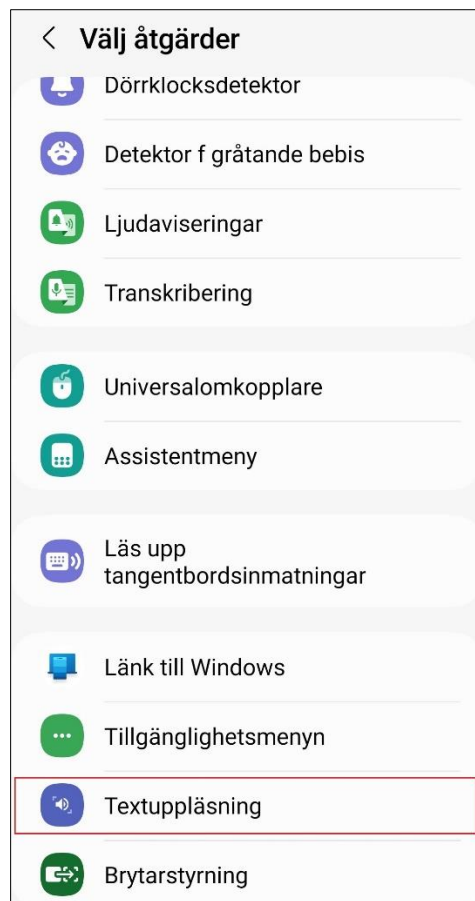 Välj åtgärder
Dörrklocksdetektor
Detektor f gråtande bebis
Ljudaviseringar
Transkribering
Universalomkopplare
Assistentmeny
Läs upp
tangentbordsinmatningar
Länk till Windows
Tillgänglighetsmenyn
Textuppläsning
Brytarstyrning